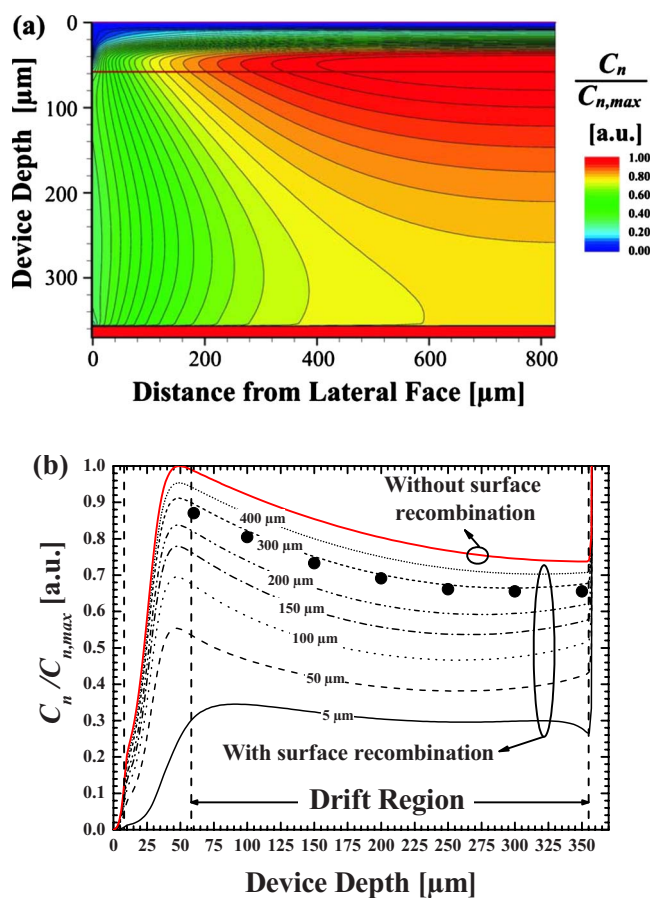 (a)
0
100
200
300
Device Depth [µm]
0
200
400
600
800
Distance from Lateral Face [µm]
C_n
C_n,max
[a.u.]
1.00
0.80
0.60
0.40
0.20
0.00
(b)
1.0
0.9
0.8
0.7
0.6
0.5
0.4
0.3
0.2
0.1
0.0
C_n /C_n,max [a.u.]
Without surface
recombination
400 µm
300 µm
200 µm
150 µm
100 µm
50 µm
5 µm
With surface recombination
Drift Region
0 25 50 75 100 125 150 175 200 225 250 275 300 325 350
Device Depth [µm]